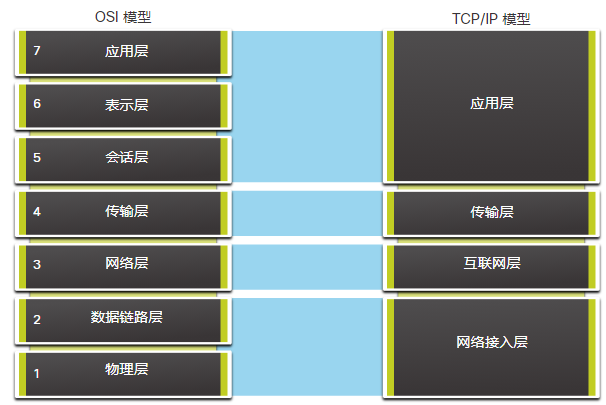 OSI 模型
TCP/IP 模型
7 应用层
6 表示层
5 会话层
4 传输层
3 网络层
2 数据链路层
1 物理层
应用层
传输层
互联网层
网络接入层